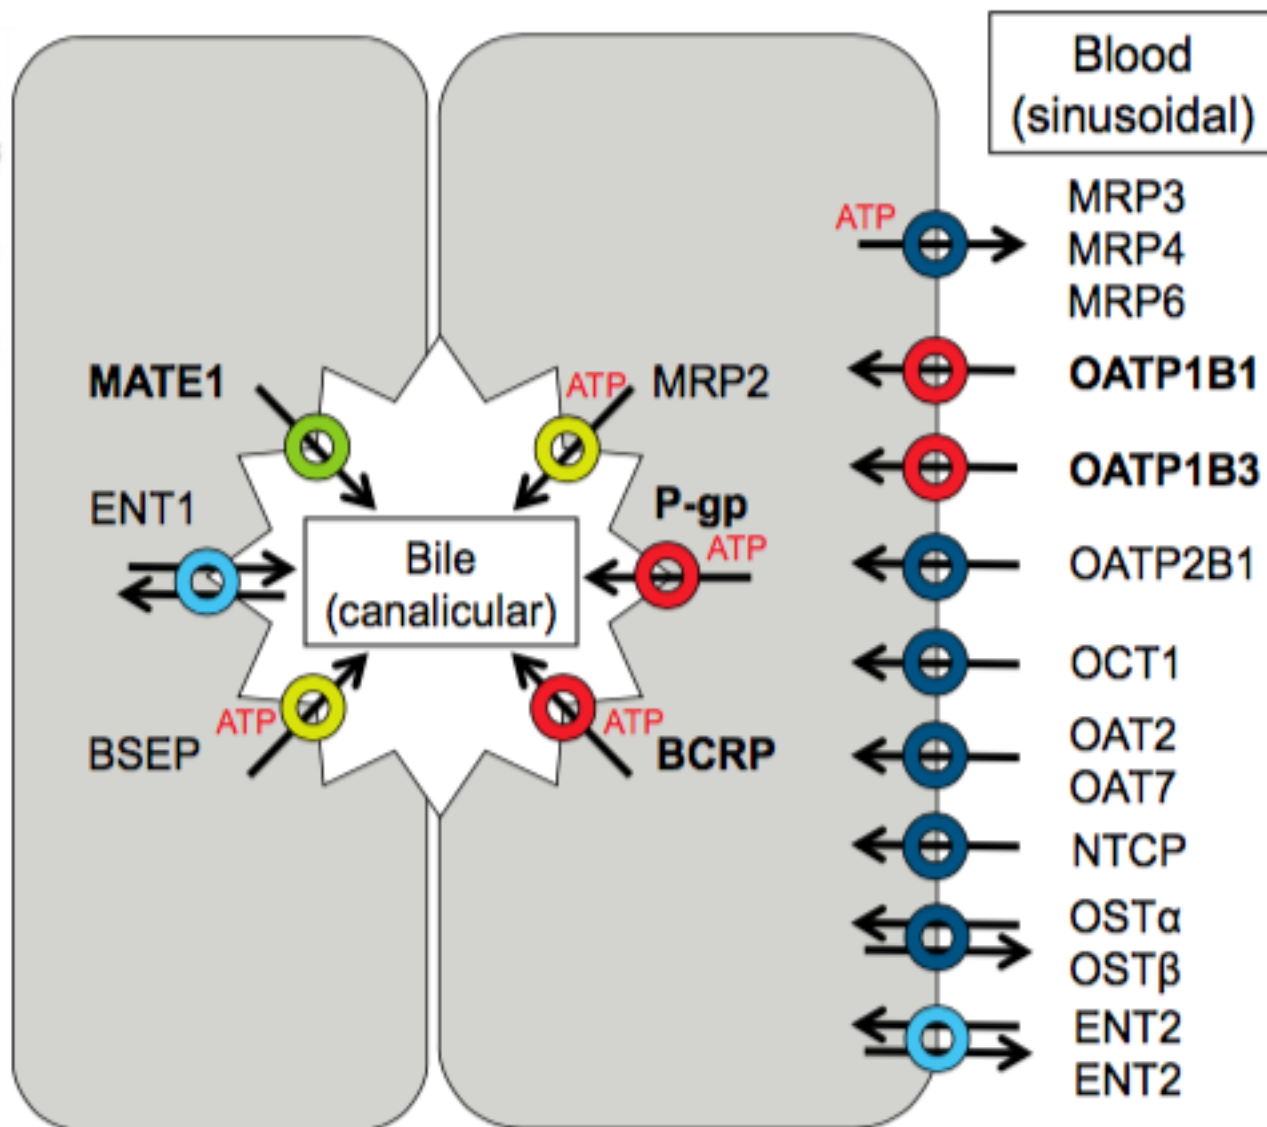 Blood
(sinusoidal)
ATP
MRP3
MRP4
MRP6
MATE1
ATP
MRP2
OATP1B1
OATP1B3
ENT1
P-gp
ATP
Bile
(canalicular)
OATP2B1
OCT1
BSEP
ATP
ATP
BCRP
OAT2
OAT7
NTCP
OSTα
OSTβ
ENT2
ENT2